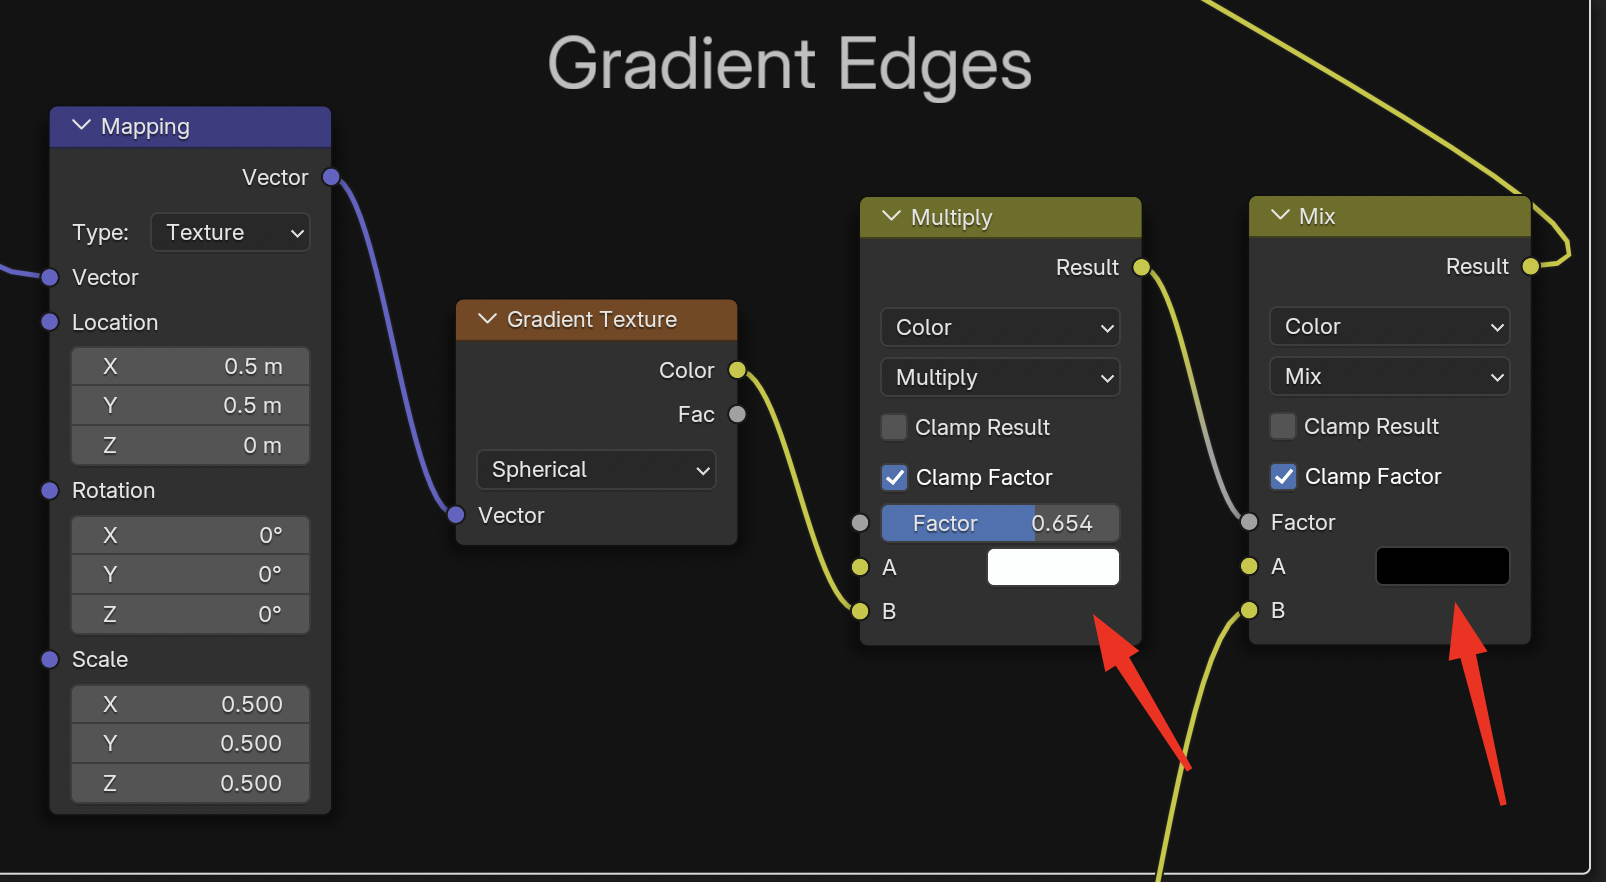 Gradient Edges
Mapping
Vector
Type: Texture
Vector
Location
X 0.5 m
Y 0.5 m
Z 0 m
Rotation
X 0°
Y 0°
Z 0°
Scale
X 0.500
Y 0.500
Z 0.500
Gradient Texture
Color
Fac
Spherical
Vector
Multiply
Result
Color
Multiply
Clamp Result
Clamp Factor
Factor 0.654
A
B
Mix
Result
Color
Mix
Clamp Result
Clamp Factor
Factor
A
B